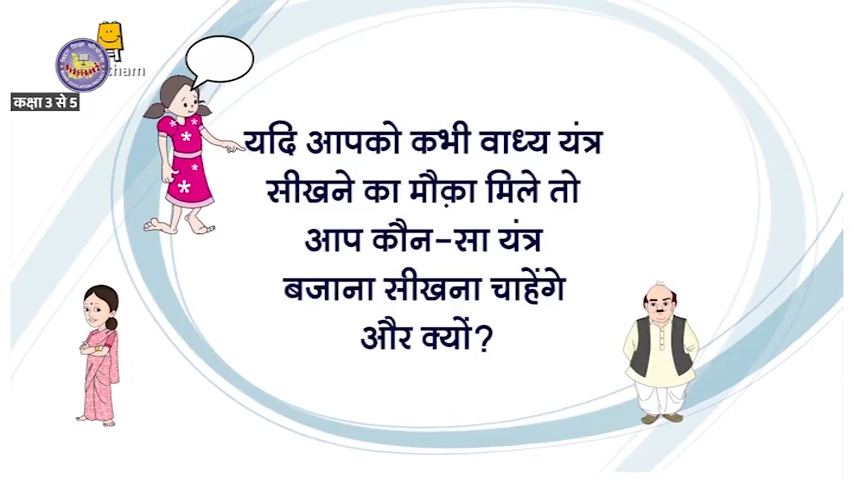 कक्षा 3 से 5
यदि आपको कभी वाध्य यंत्र
सीखने का मौक़ा मिले तो
आप कौन-सा यंत्र
बजाना सीखना चाहेंगे
और क्यों?